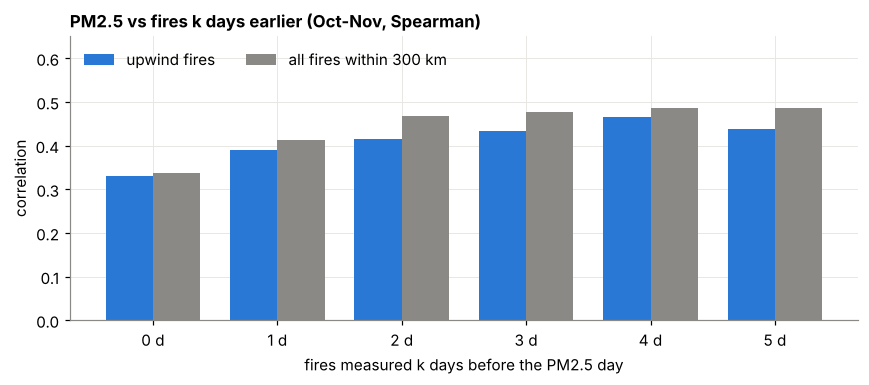 PM2.5 vs fires k days earlier (Oct-Nov, Spearman)
upwind fires
all fires within 300 km
0.6
0.5
0.4
0.3
0.2
0.1
0.0
correlation
0 d
1 d
2 d
3 d
4 d
5 d
fires measured k days before the PM2.5 day